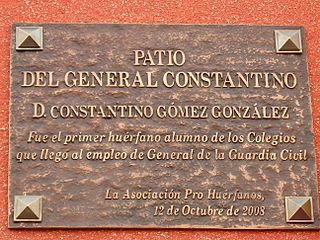 PATIO
DEL GENERAL CONSTANTINO
D. CONSTANTINO GÓMEZ GONZÁLEZ
Fue el primer huérfano alumno de los Colegios
que llego al empleo de General de la Guardia Civil
La Asociación Pro Huérfanos,
12 de Octubre de 2008